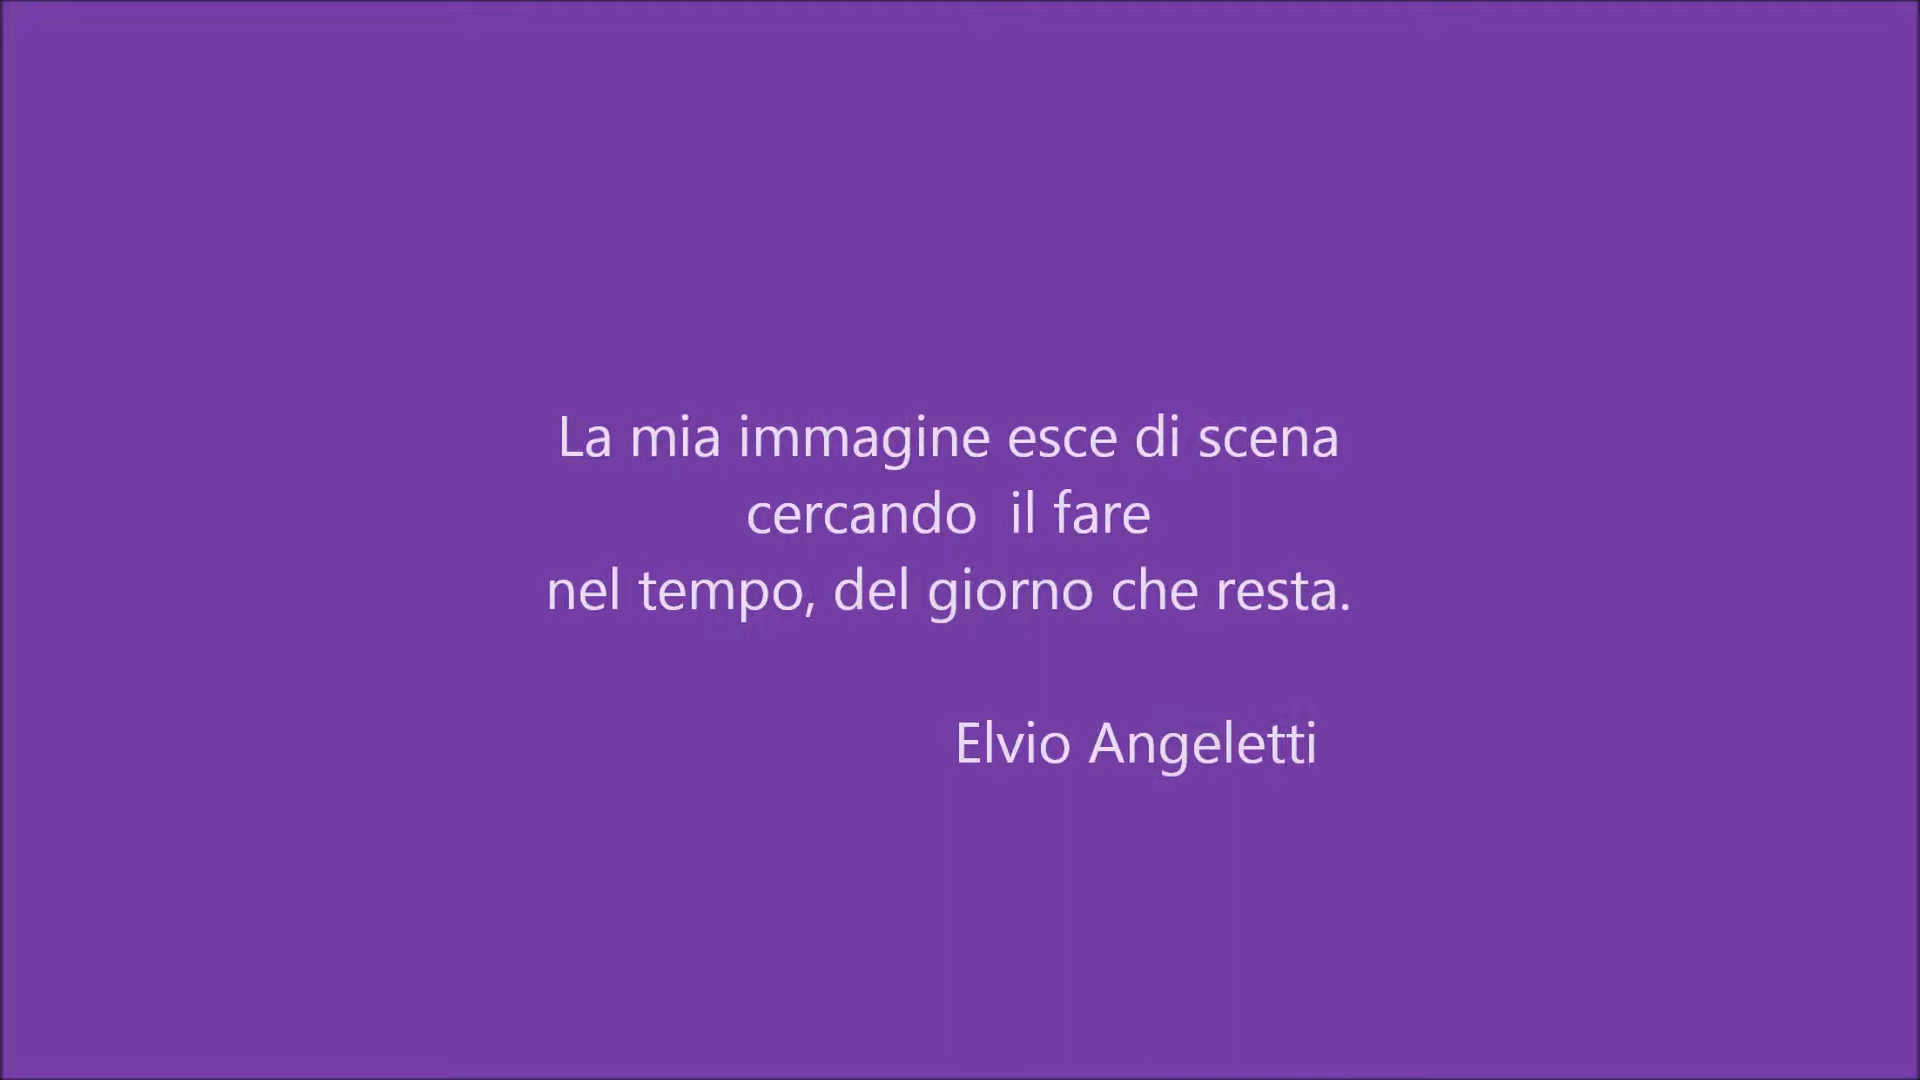 La mia immagine esce di scena
cercando  il fare
nel tempo, del giorno che resta.
Elvio Angeletti